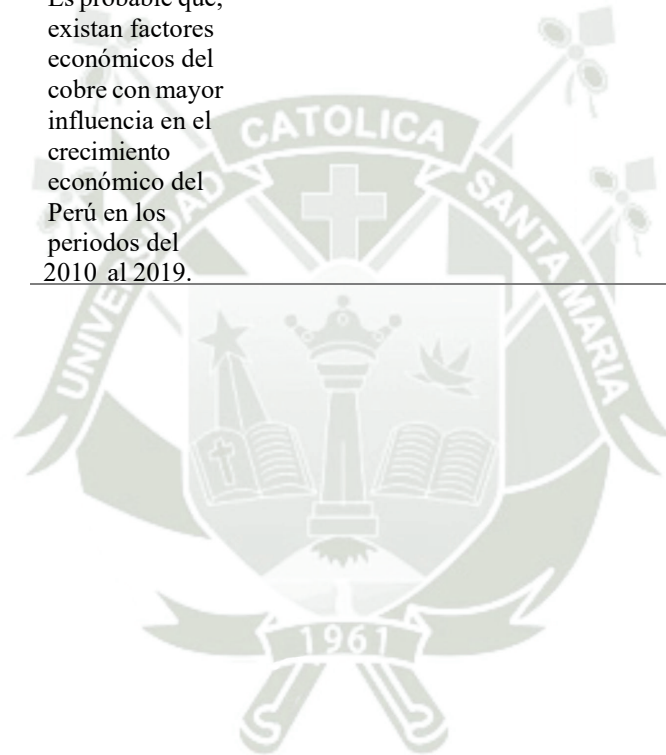 Es probable que,
existan factores
económicos del
cobre con mayor
influencia en el
crecimiento
económico del
Perú en los
periodos del
2010 al 2019.
UNIVERSIDAD CATOLICA SANTA MARIA
1961